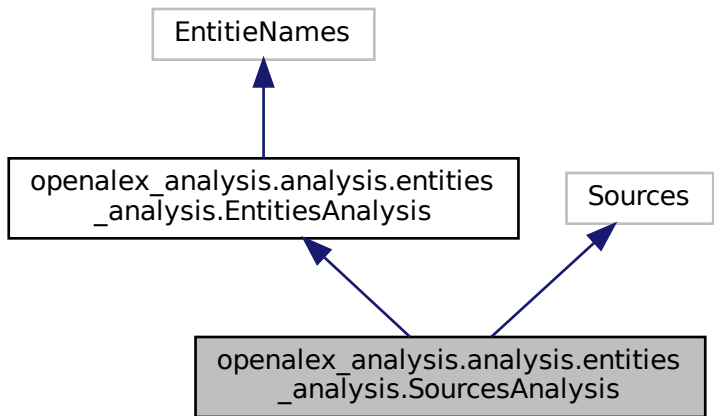 EntitieNames
openalex_analysis.analysis.entities
_analysis.EntitiesAnalysis
Sources
openalex_analysis.analysis.entities
_analysis.SourcesAnalysis